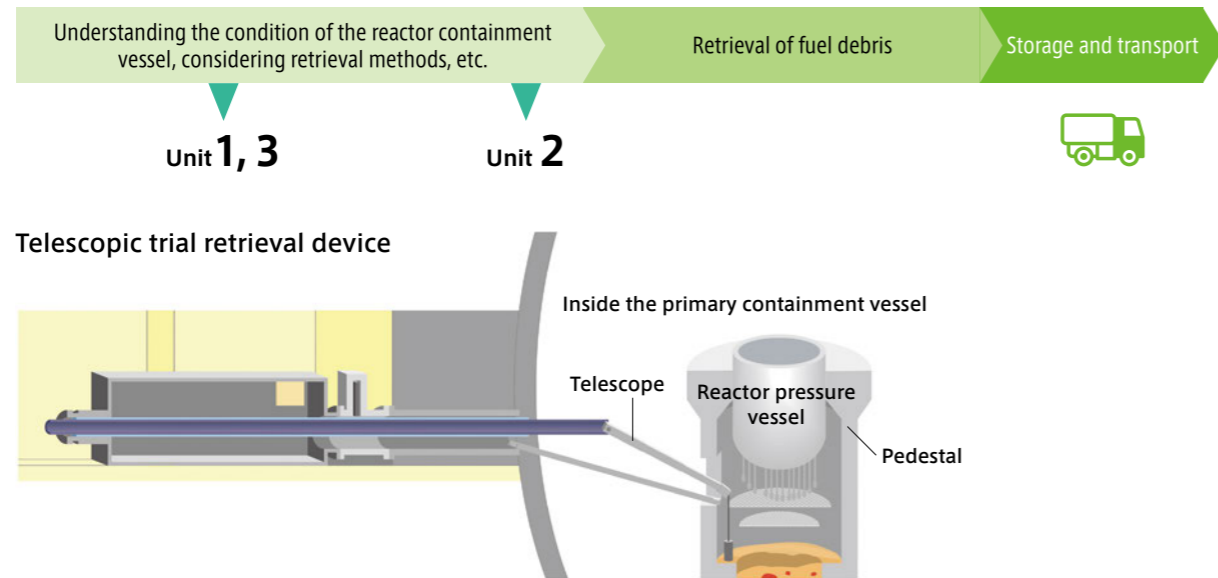 Understanding the condition of the reactor containment
vessel, considering retrieval methods, etc.
Retrieval of fuel debris
Storage and transport
Unit 1, 3
Unit 2
Telescopic trial retrieval device
Inside the primary containment vessel
Telescope
Reactor pressure
vessel
Pedestal